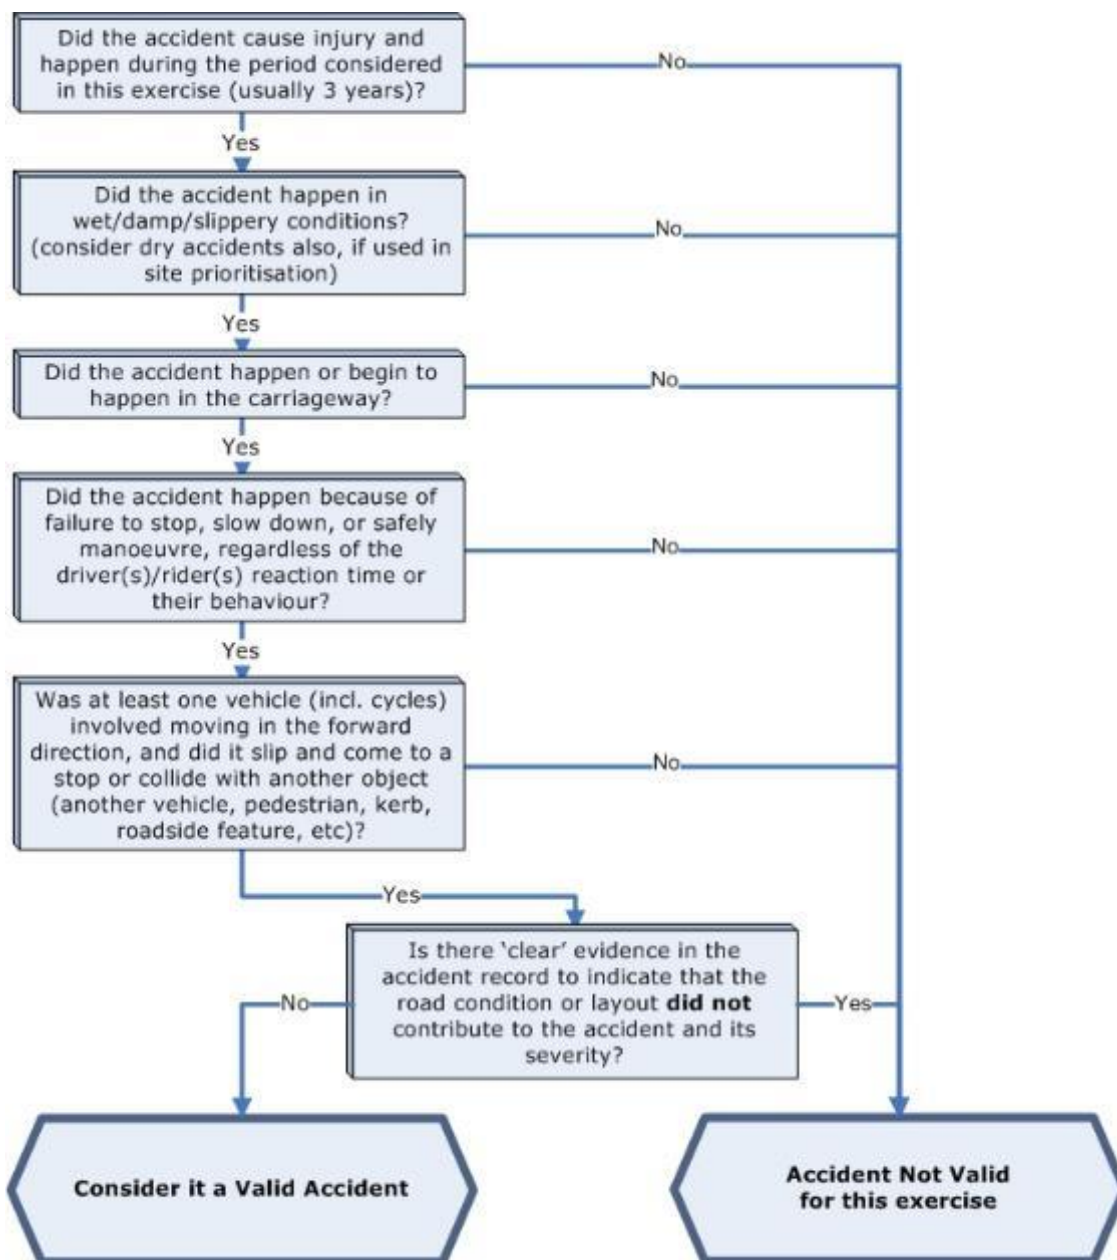 Did the accident cause injury and
happen during the period considered
in this exercise (usually 3 years)?
No
Yes
Did the accident happen in
wet/damp/slippery conditions?
(consider dry accidents also, if used in
site prioritisation)
No
Yes
Did the accident happen or begin to
happen in the carriageway?
No
Yes
Did the accident happen because of
failure to stop, slow down, or safely
manoeuvre, regardless of the
driver(s)/rider(s) reaction time or
their behaviour?
No
Yes
Was at least one vehicle (incl. cycles)
involved moving in the forward
direction, and did it slip and come to a
stop or collide with another object
(another vehicle, pedestrian, kerb,
roadside feature, etc)?
No
Yes
Is there ‘clear’ evidence in the
accident record to indicate that the
road condition or layout did not
contribute to the accident and its
severity?
No
Yes
Consider it a Valid Accident
Accident Not Valid
for this exercise